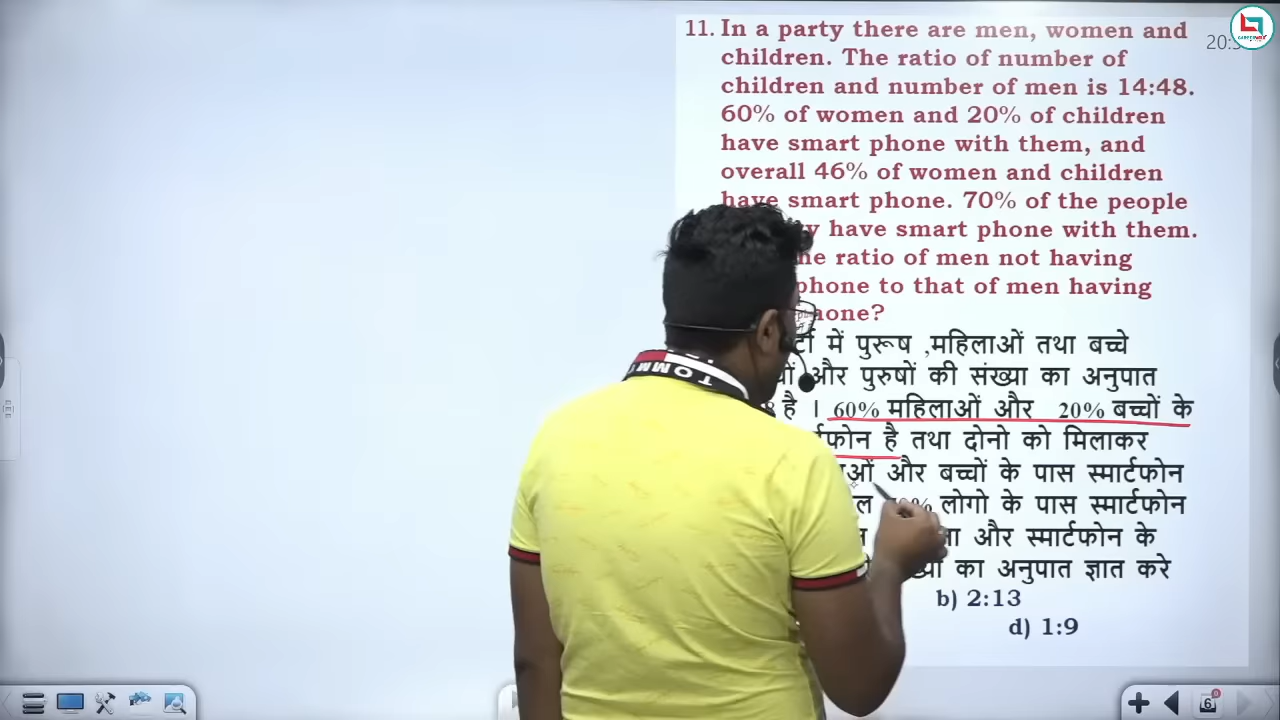 11. In a party there are men, women and
children. The ratio of number of
children and number of men is 14:48.
60% of women and 20% of children
have smart phone with them, and
overall 46% of women and children
have smart phone. 70% of the people
have smart phone with them.
ratio of men not having
phone to that of men having
में पुरूष ,महिलाओं तथा बच्चे
और पुरुषों की संख्या का अनुपात
है । 60% महिलाओं और 20% बच्चों के
है तथा दोनो को मिलाकर
और बच्चों के पास स्मार्टफोन
लोगो के पास स्मार्टफोन
और स्मार्टफोन के
का अनुपात ज्ञात करे
b) 2:13
d) 1:9
TOMM